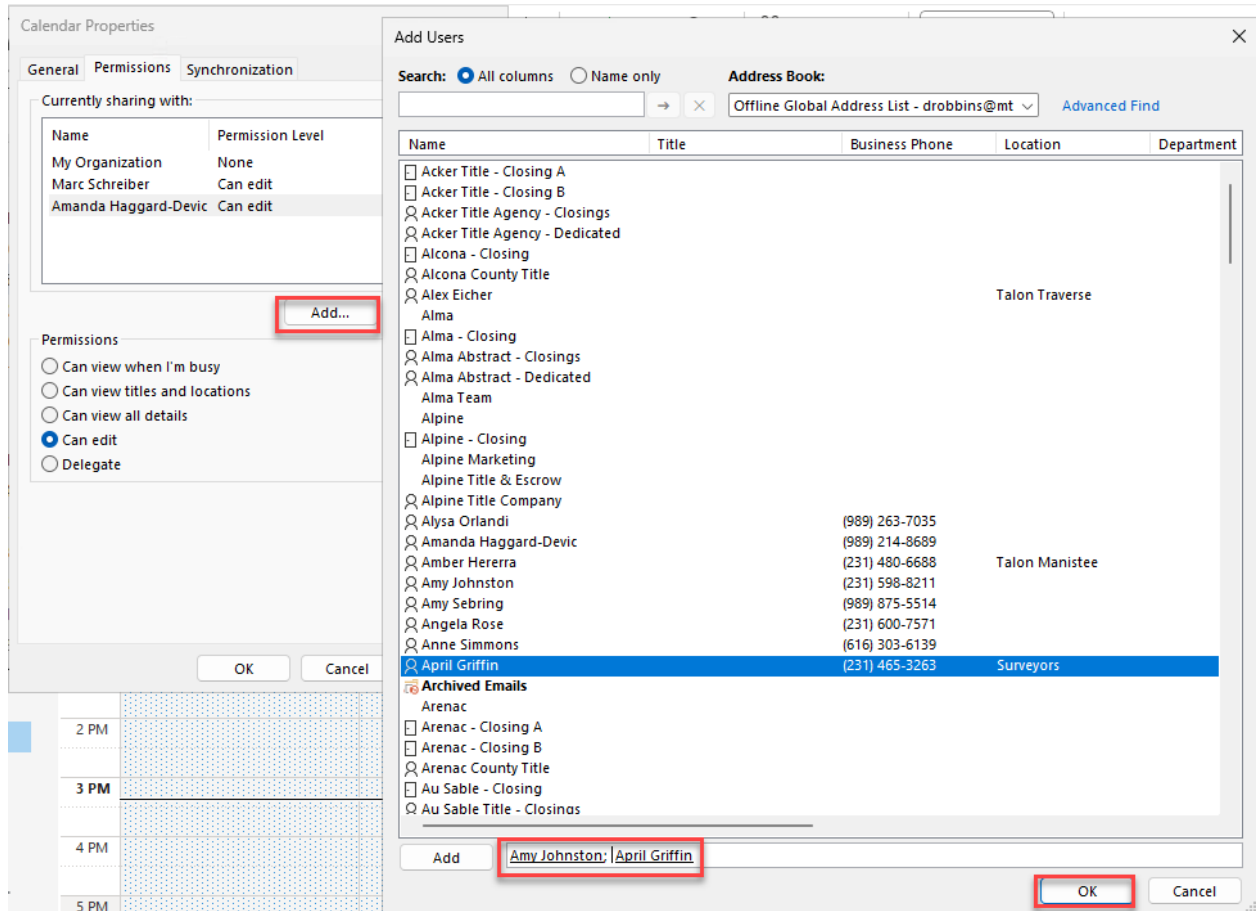 Calendar Properties
General Permissions Synchronization
Currently sharing with:
Name Permission Level
My Organization None
Marc Schreiber Can edit
Amanda Haggard-Devic Can edit
Add...
Permissions
Can view when I'm busy
Can view titles and locations
Can view all details
Can edit
Delegate
OK Cancel
2 PM
3 PM
4 PM
5 PM
Add Users
Search: All columns Name only Address Book:
Offline Global Address List - drobbins@mt Advanced Find
Name Title Business Phone Location Department
Acker Title - Closing A
Acker Title - Closing B
Acker Title Agency - Closings
Acker Title Agency - Dedicated
Alcona - Closing
Alcona County Title
Alex Eicher Talon Traverse
Alma
Alma - Closing
Alma Abstract - Closings
Alma Abstract - Dedicated
Alma Team
Alpine
Alpine - Closing
Alpine Marketing
Alpine Title & Escrow
Alpine Title Company
Alysa Orlandi (989) 263-7035
Amanda Haggard-Devic (989) 214-8689
Amber Hererra (231) 480-6688 Talon Manistee
Amy Johnston (231) 598-8211
Amy Sebring (989) 875-5514
Angela Rose (231) 600-7571
Anne Simmons (616) 303-6139
April Griffin (231) 465-3263 Surveyors
Archived Emails
Arenac
Arenac - Closing A
Arenac - Closing B
Arenac County Title
Au Sable - Closing
Au Sable Title - Closings
Add Amy Johnston; April Griffin
OK Cancel